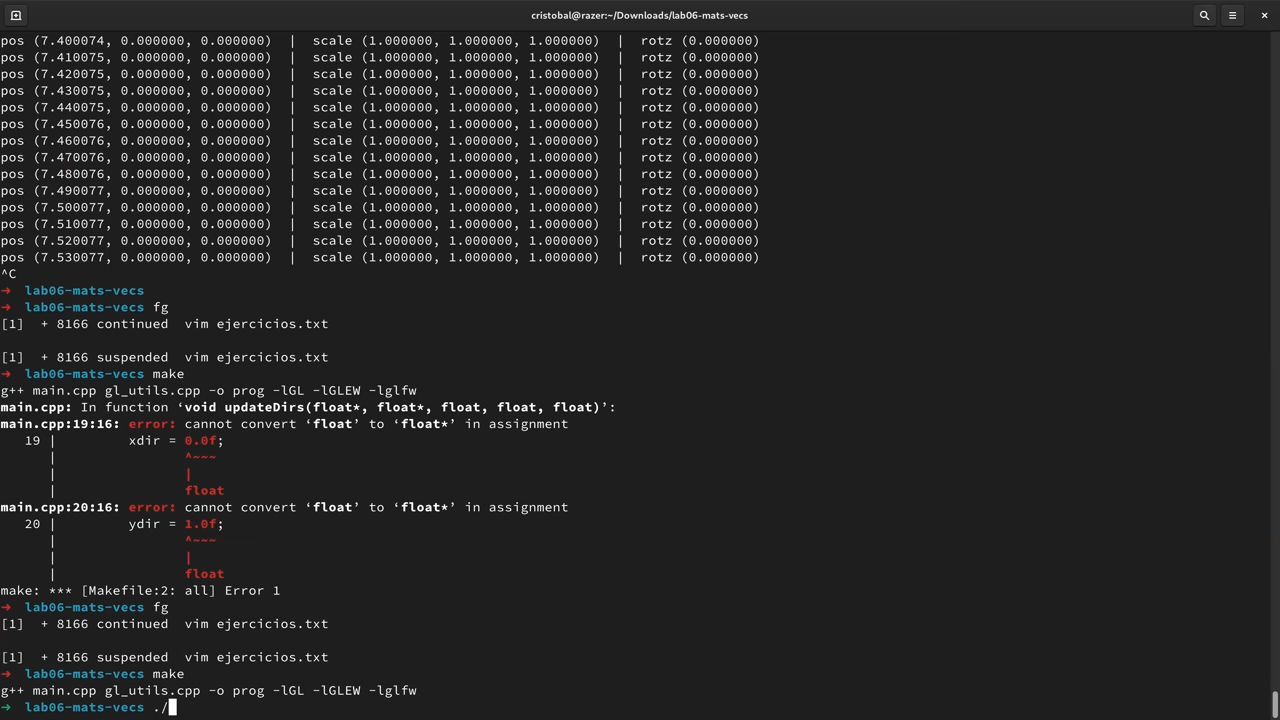 cristobal@razer:~/Downloads/lab06-mats-vecs
pos (7.400074, 0.000000, 0.000000)  |  scale (1.000000, 1.000000, 1.000000)  |  rotz (0.000000)
pos (7.410075, 0.000000, 0.000000)  |  scale (1.000000, 1.000000, 1.000000)  |  rotz (0.000000)
pos (7.420075, 0.000000, 0.000000)  |  scale (1.000000, 1.000000, 1.000000)  |  rotz (0.000000)
pos (7.430075, 0.000000, 0.000000)  |  scale (1.000000, 1.000000, 1.000000)  |  rotz (0.000000)
pos (7.440075, 0.000000, 0.000000)  |  scale (1.000000, 1.000000, 1.000000)  |  rotz (0.000000)
pos (7.450076, 0.000000, 0.000000)  |  scale (1.000000, 1.000000, 1.000000)  |  rotz (0.000000)
pos (7.460076, 0.000000, 0.000000)  |  scale (1.000000, 1.000000, 1.000000)  |  rotz (0.000000)
pos (7.470076, 0.000000, 0.000000)  |  scale (1.000000, 1.000000, 1.000000)  |  rotz (0.000000)
pos (7.480076, 0.000000, 0.000000)  |  scale (1.000000, 1.000000, 1.000000)  |  rotz (0.000000)
pos (7.490077, 0.000000, 0.000000)  |  scale (1.000000, 1.000000, 1.000000)  |  rotz (0.000000)
pos (7.500077, 0.000000, 0.000000)  |  scale (1.000000, 1.000000, 1.000000)  |  rotz (0.000000)
pos (7.510077, 0.000000, 0.000000)  |  scale (1.000000, 1.000000, 1.000000)  |  rotz (0.000000)
pos (7.520077, 0.000000, 0.000000)  |  scale (1.000000, 1.000000, 1.000000)  |  rotz (0.000000)
pos (7.530077, 0.000000, 0.000000)  |  scale (1.000000, 1.000000, 1.000000)  |  rotz (0.000000)
^C
➜  lab06-mats-vecs
➜  lab06-mats-vecs fg
[1]  + 8166 continued  vim ejercicios.txt
[1]  + 8166 suspended  vim ejercicios.txt
➜  lab06-mats-vecs make
g++ main.cpp gl_utils.cpp -o prog -lGL -lGLEW -lglfw
main.cpp: In function ‘void updateDirs(float*, float*, float, float, float)’:
main.cpp:19:16: error: cannot convert ‘float’ to ‘float*’ in assignment
   19 |         xdir = 0.0f;
      |                ^~~~
      |                |
      |                float
main.cpp:20:16: error: cannot convert ‘float’ to ‘float*’ in assignment
   20 |         ydir = 1.0f;
      |                ^~~~
      |                |
      |                float
make: *** [Makefile:2: all] Error 1
➜  lab06-mats-vecs fg
[1]  + 8166 continued  vim ejercicios.txt
[1]  + 8166 suspended  vim ejercicios.txt
➜  lab06-mats-vecs make
g++ main.cpp gl_utils.cpp -o prog -lGL -lGLEW -lglfw
➜  lab06-mats-vecs ./